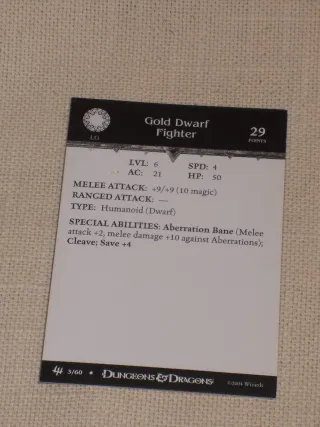 Gold Dwarf
Fighter
29
POINTS
LG
LVL: 6 SPD: 4
AC: 21 HP: 50
MELEE ATTACK: +9/+9 (10 magic)
RANGED ATTACK: —
TYPE: Humanoid (Dwarf)
SPECIAL ABILITIES: Aberration Bane (Melee
attack +2, melee damage +10 against Aberrations);
Cleave; Save +4
5/60 ★ DUNGEONS & DRAGONS ©2004 Wizards